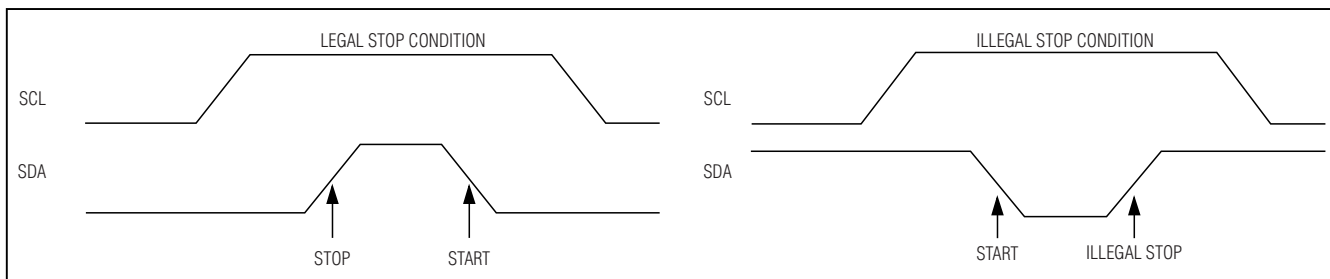 LEGAL STOP CONDITION
SCL
SDA
STOP
START
ILLEGAL STOP CONDITION
SCL
SDA
START
ILLEGAL STOP